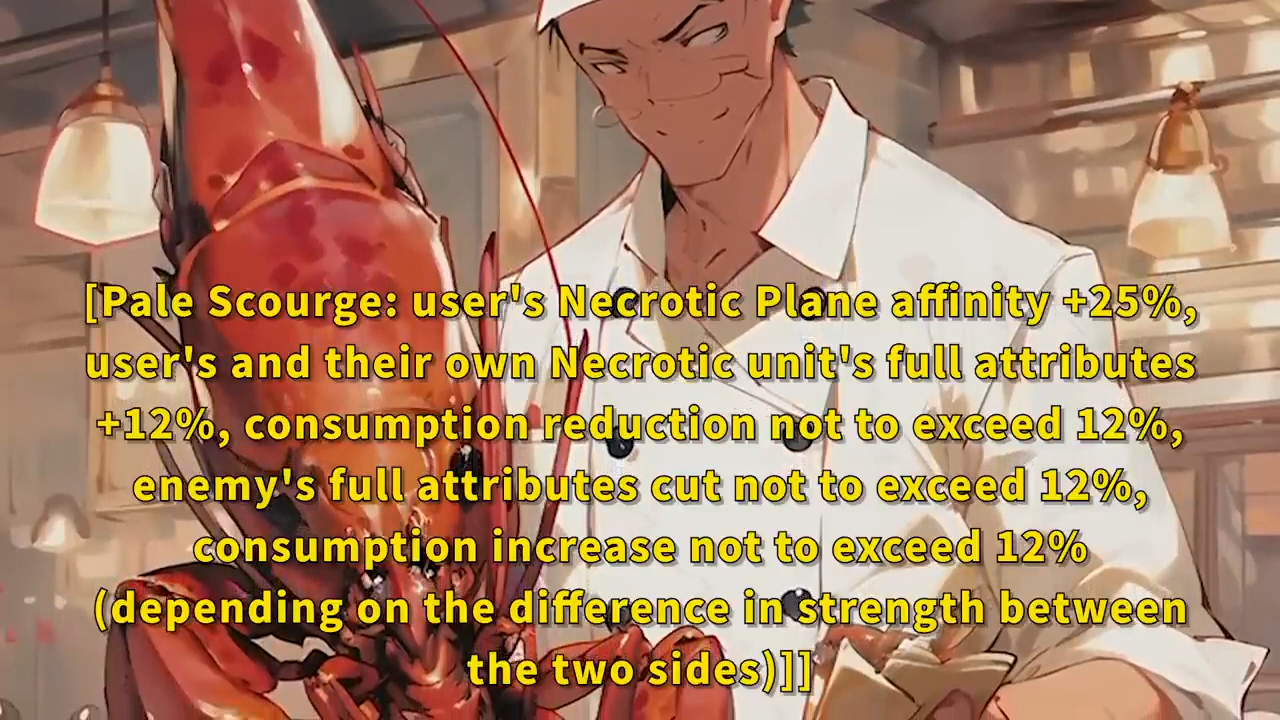 [Pale Scourge: user's Necrotic Plane affinity +25%,
user's and their own Necrotic unit's full attributes
+12%, consumption reduction not to exceed 12%,
enemy's full attributes cut not to exceed 12%,
consumption increase not to exceed 12%
(depending on the difference in strength between
the two sides)]]